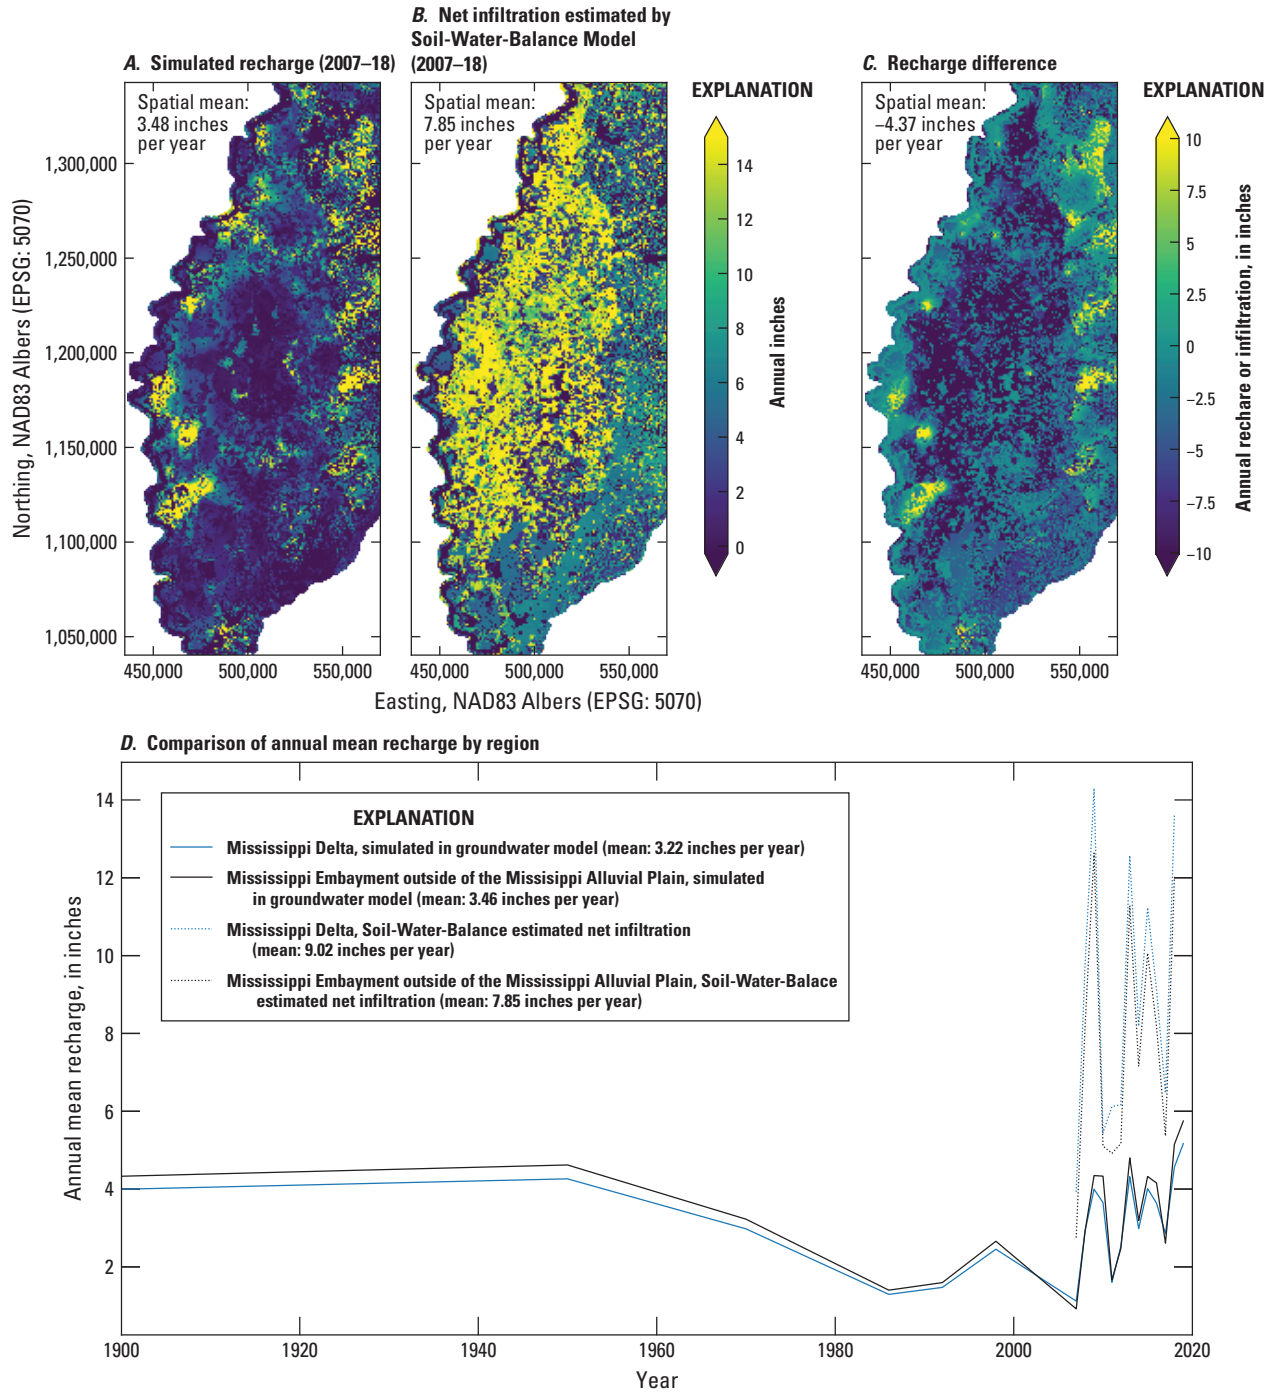 A. Simulated recharge (2007–18)
Spatial mean:
3.48 inches
per year
B. Net infiltration estimated by
Soil-Water-Balance Model
(2007–18)
Spatial mean:
7.85 inches
per year
EXPLANATION
14
12
10
8
6
4
2
0
Annual inches
C. Recharge difference
Spatial mean:
–4.37 inches
per year
EXPLANATION
10
7.5
5
2.5
0
–2.5
–5
–7.5
–10
Annual rechare or infiltration, in inches
Northing, NAD83 Albers (EPSG: 5070)
1,300,000
1,250,000
1,200,000
1,150,000
1,100,000
1,050,000
450,000 500,000 550,000
450,000 500,000 550,000
450,000 500,000 550,000
Easting, NAD83 Albers (EPSG: 5070)
D. Comparison of annual mean recharge by region
EXPLANATION
Mississippi Delta, simulated in groundwater model (mean: 3.22 inches per year)
Mississippi Embayment outside of the Missisippi Alluvial Plain, simulated
in groundwater model (mean: 3.46 inches per year)
Mississippi Delta, Soil-Water-Balance estimated net infiltration
(mean: 9.02 inches per year)
Mississippi Embayment outside of the Mississippi Alluvial Plain, Soil-Water-Balace
estimated net infiltration (mean: 7.85 inches per year)
Annual mean recharge, in inches
14
12
10
8
6
4
2
1900 1920 1940 1960 1980 2000 2020
Year